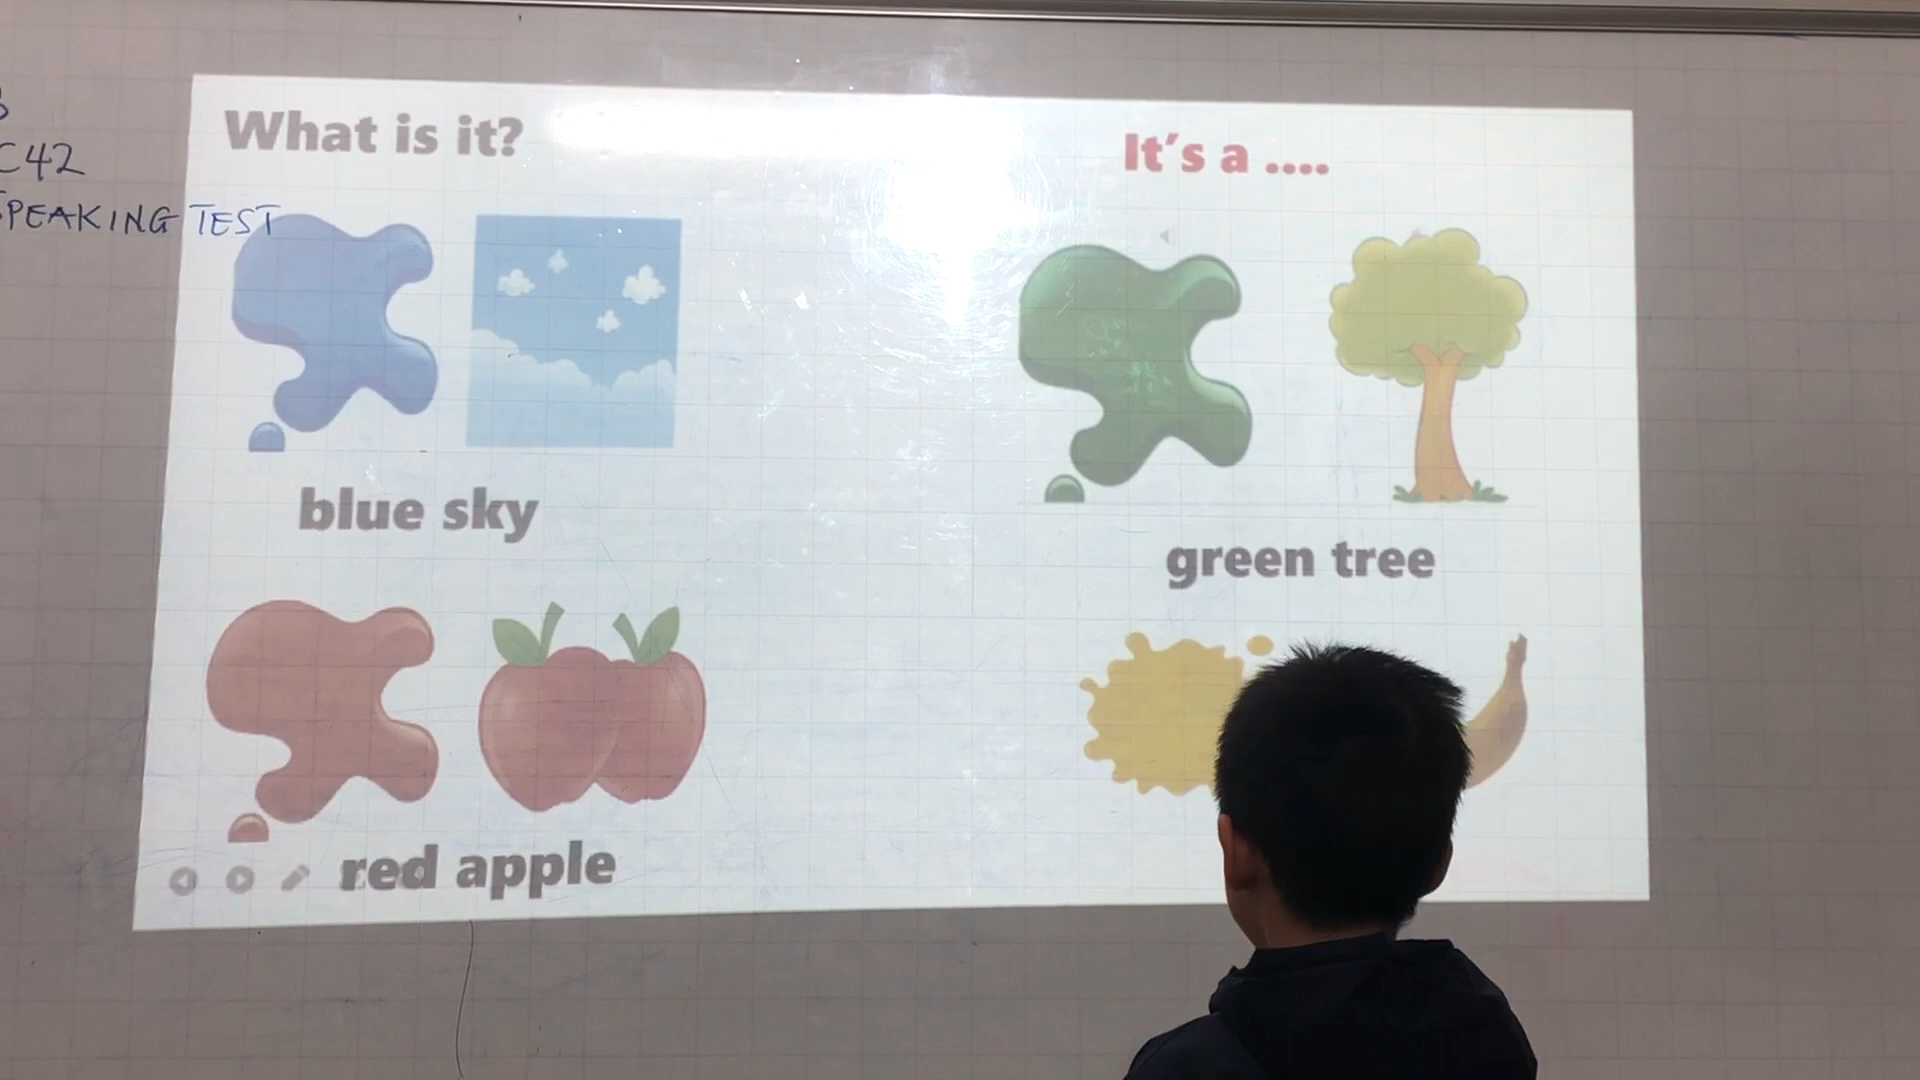 C42
SPEAKING TEST
What is it?
It's a ....
blue sky
green tree
red apple